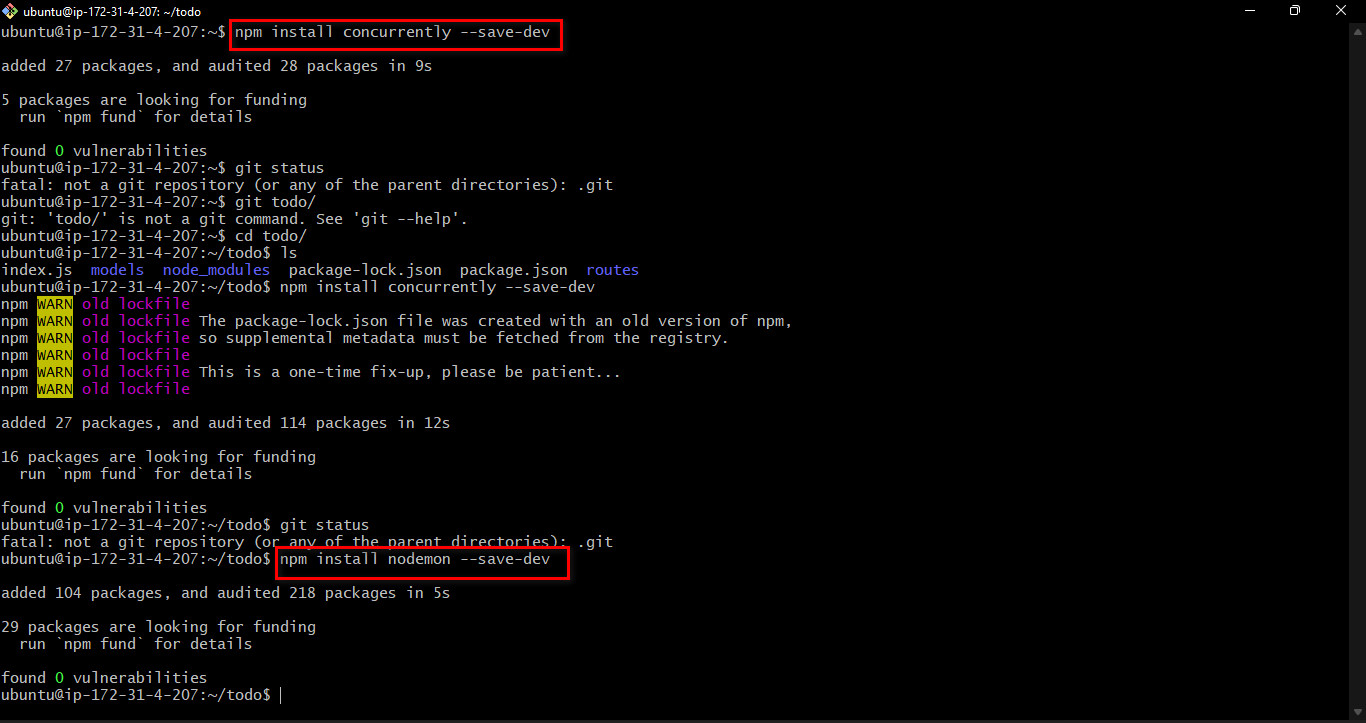 ubuntu@ip-172-31-4-207: ~/todo
ubuntu@ip-172-31-4-207:~$ npm install concurrently --save-dev
added 27 packages, and audited 28 packages in 9s
5 packages are looking for funding
  run `npm fund` for details
found 0 vulnerabilities
ubuntu@ip-172-31-4-207:~$ git status
fatal: not a git repository (or any of the parent directories): .git
ubuntu@ip-172-31-4-207:~$ git todo/
git: 'todo/' is not a git command. See 'git --help'.
ubuntu@ip-172-31-4-207:~$ cd todo/
ubuntu@ip-172-31-4-207:~/todo$ ls
index.js  models  node_modules  package-lock.json  package.json  routes
ubuntu@ip-172-31-4-207:~/todo$ npm install concurrently --save-dev
npm WARN old lockfile
npm WARN old lockfile The package-lock.json file was created with an old version of npm,
npm WARN old lockfile so supplemental metadata must be fetched from the registry.
npm WARN old lockfile
npm WARN old lockfile This is a one-time fix-up, please be patient...
npm WARN old lockfile
added 27 packages, and audited 114 packages in 12s
16 packages are looking for funding
  run `npm fund` for details
found 0 vulnerabilities
ubuntu@ip-172-31-4-207:~/todo$ git status
fatal: not a git repository (or any of the parent directories): .git
ubuntu@ip-172-31-4-207:~/todo$ npm install nodemon --save-dev
added 104 packages, and audited 218 packages in 5s
29 packages are looking for funding
  run `npm fund` for details
found 0 vulnerabilities
ubuntu@ip-172-31-4-207:~/todo$